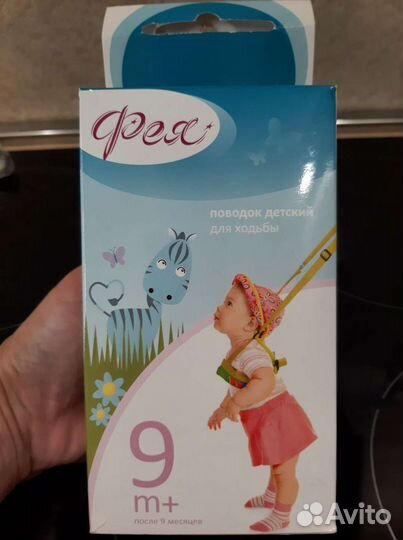 Фея
поводок детский
для ходьбы
9
m+
после 9 месяцев
Avito